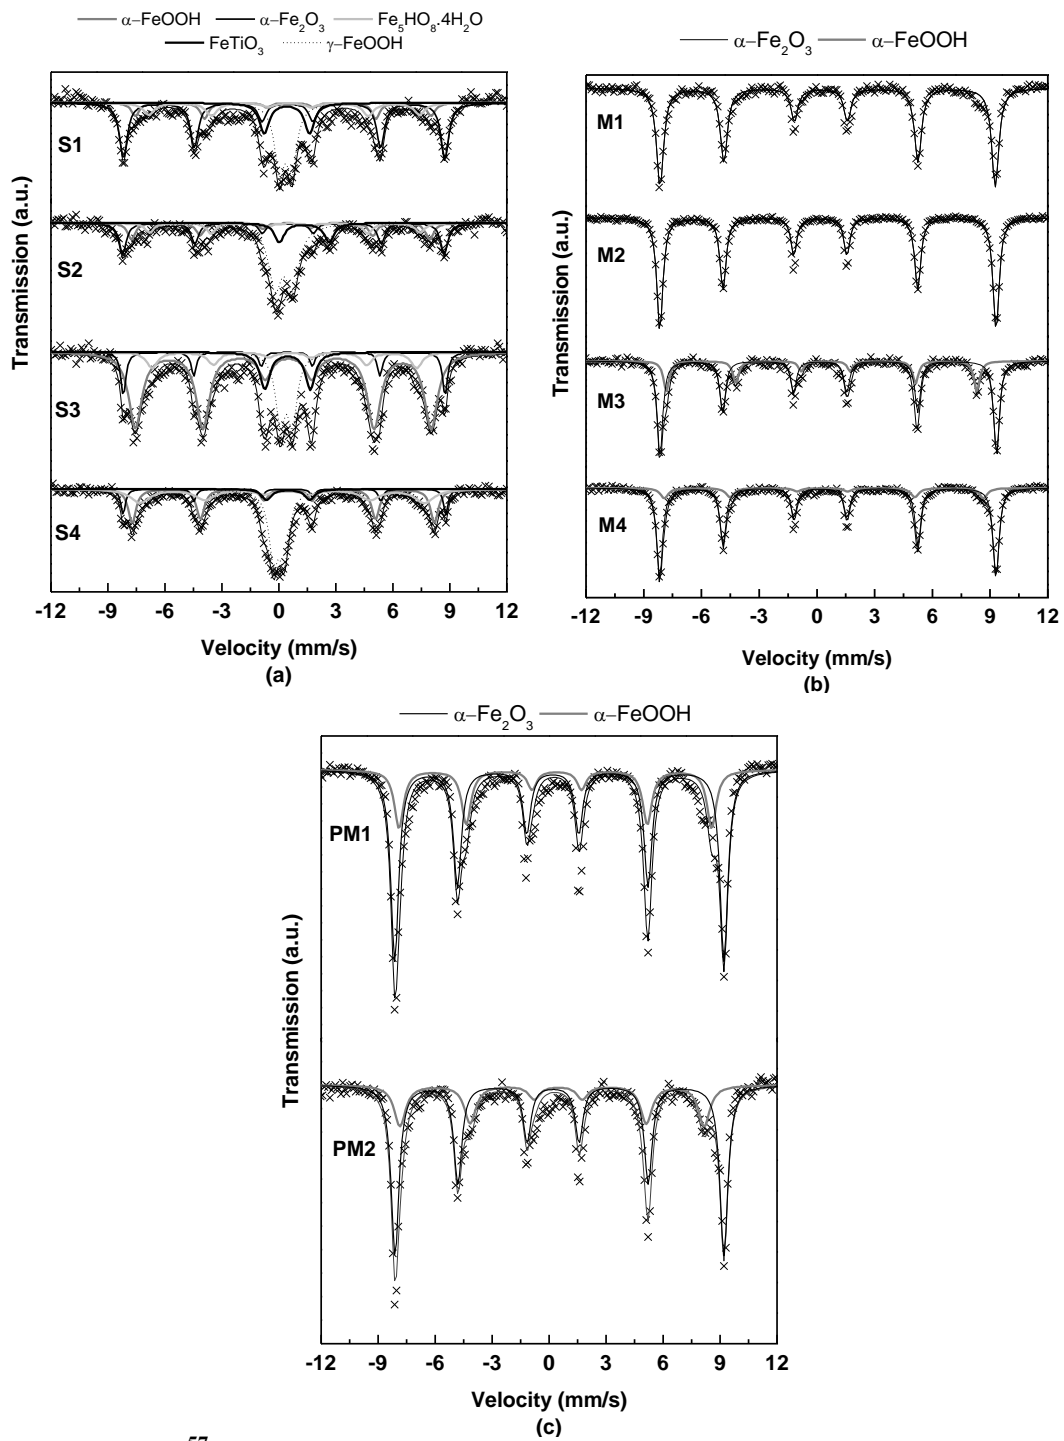 α−FeOOH α−Fe₂O₃ Fe₅HO₈.4H₂O
FeTiO₃ γ−FeOOH
S1
S2
S3
S4
Transmission (a.u.)
-12 -9 -6 -3 0 3 6 9 12
Velocity (mm/s)
(a)
α−Fe₂O₃ α−FeOOH
M1
M2
M3
M4
Transmission (a.u.)
-12 -9 -6 -3 0 3 6 9 12
Velocity (mm/s)
(b)
α−Fe₂O₃ α−FeOOH
PM1
PM2
Transmission (a.u.)
-12 -9 -6 -3 0 3 6 9 12
Velocity (mm/s)
(c)